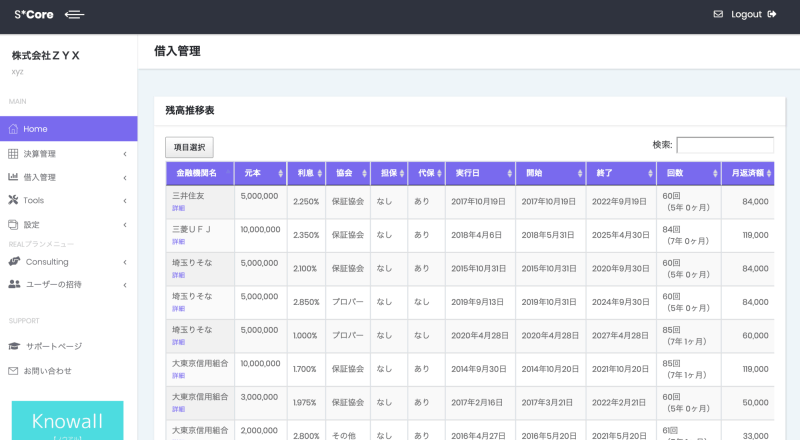 S*Core
Logout
株式会社ＺＹＸ
xyz
借入管理
MAIN
Home
決算管理
借入管理
Tools
設定
REALプランメニュー
Consulting
ユーザーの招待
SUPPORT
サポートページ
お問い合わせ
Knowall
残高推移表
項目選択
検索:
金融機関名 元本 利息 協会 担保 代保 実行日 開始 終了 回数 月返済額
三井住友 5,000,000 2.250% 保証協会 なし あり 2017年10月19日 2017年10月19日 2022年9月19日 60回 84,000
詳細 （5年 0ヶ月）
三菱ＵＦＪ 10,000,000 2.350% 保証協会 なし あり 2018年4月6日 2018年5月31日 2025年4月30日 84回 119,000
詳細 （7年 0ヶ月）
埼玉りそな 5,000,000 2.100% 保証協会 なし あり 2015年10月31日 2015年10月31日 2020年9月30日 60回 84,000
詳細 （5年 0ヶ月）
埼玉りそな 5,000,000 2.850% プロパー なし なし 2019年9月13日 2019年10月31日 2024年9月30日 60回 84,000
詳細 （5年 0ヶ月）
埼玉りそな 5,000,000 1.000% プロパー なし なし 2020年4月28日 2020年4月28日 2027年4月28日 85回 60,000
詳細 （7年 1ヶ月）
大東京信用組合 10,000,000 1.700% 保証協会 なし あり 2014年9月30日 2014年10月20日 2021年10月20日 85回 119,000
詳細 （7年 1ヶ月）
大東京信用組合 3,000,000 1.975% 保証協会 なし あり 2017年2月16日 2017年3月21日 2022年2月21日 60回 50,000
詳細 （5年 0ヶ月）
大東京信用組合 2,000,000 2.800% その他 なし あり 2016年4月27日 2016年5月20日 2021年5月20日 61回 33,000